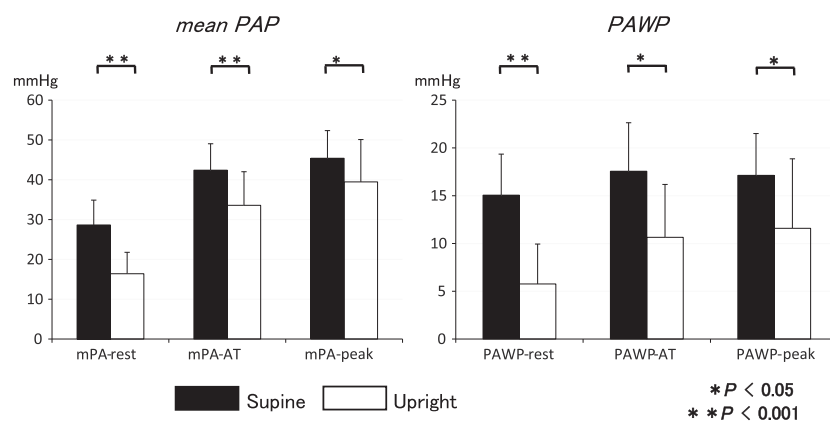 mean PAP
PAWP
** ** *
** * *
mmHg
60
50
40
30
20
10
0
mPA-rest mPA-AT mPA-peak
mmHg
25
20
15
10
5
0
PAWP-rest PAWP-AT PAWP-peak
Supine Upright
*P < 0.05
**P < 0.001